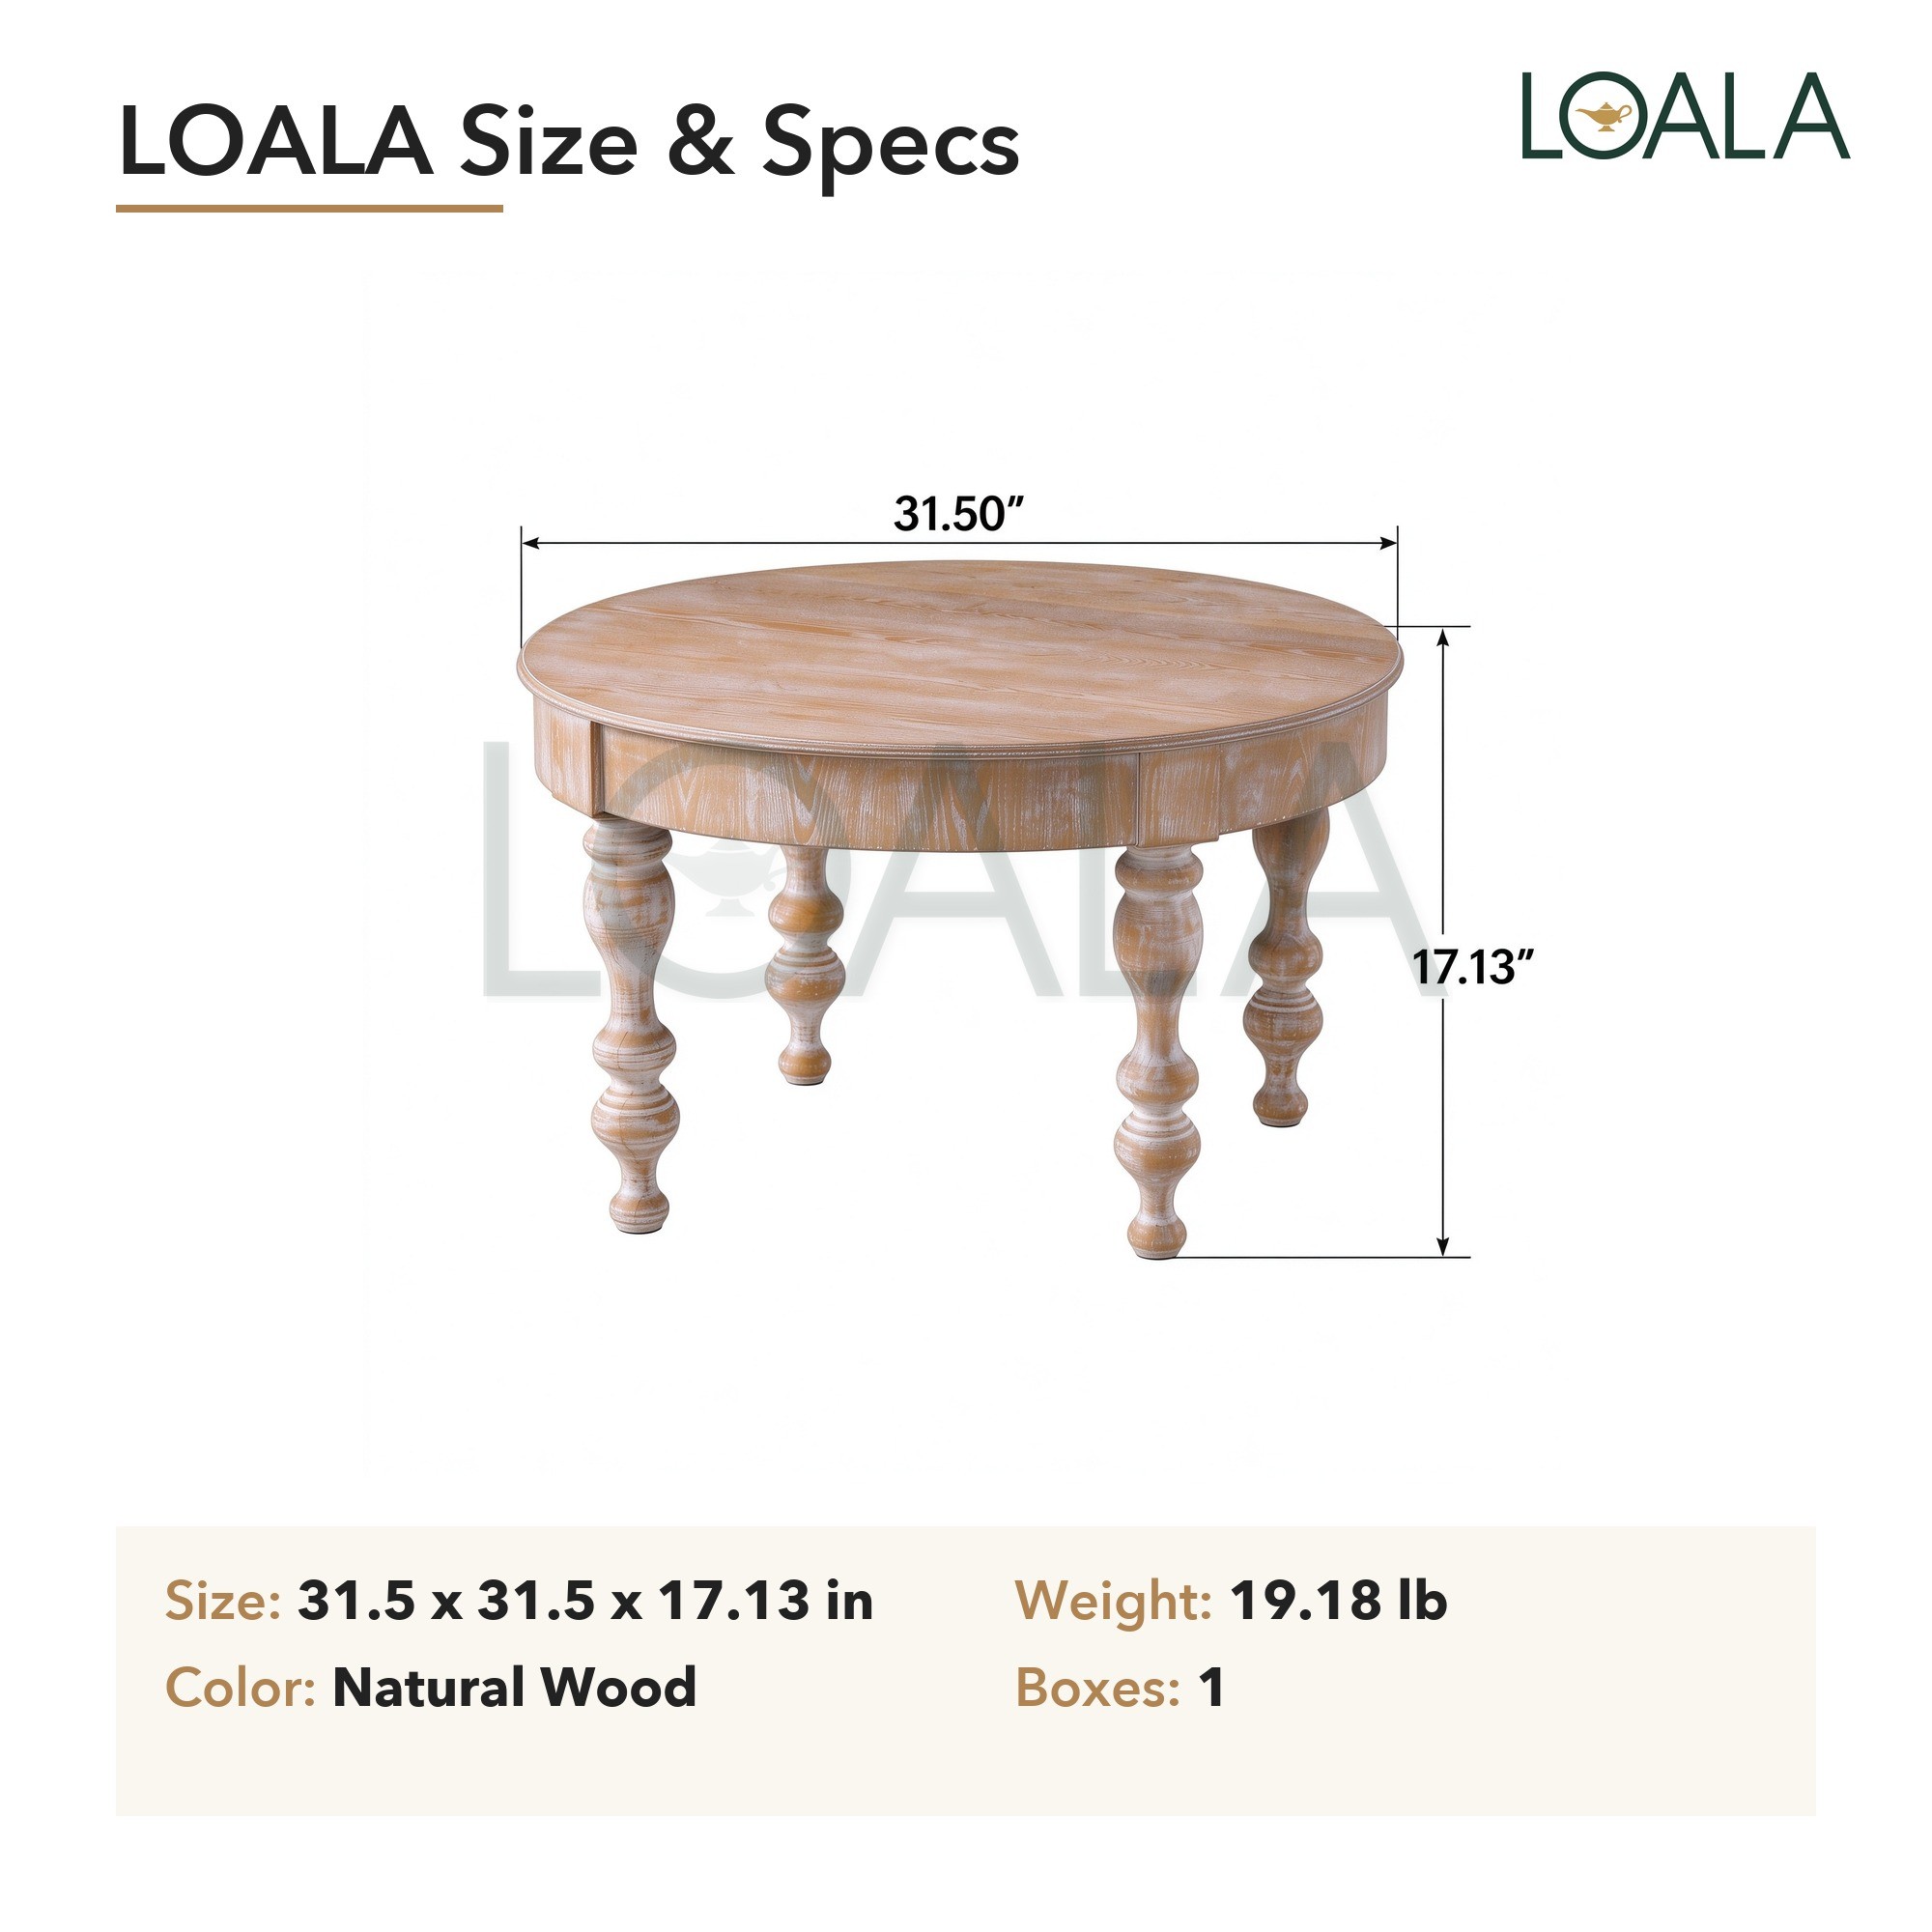 LOALA Size & Specs
LOALA
31.50”
LOALA
17.13”
Size: 31.5 x 31.5 x 17.13 in
Weight: 19.18 lb
Color: Natural Wood
Boxes: 1